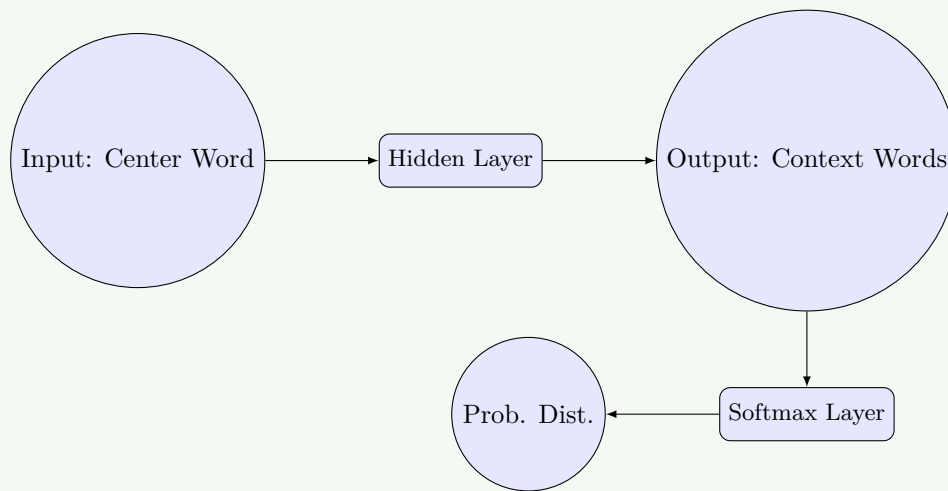 Input: Center Word
Hidden Layer
Output: Context Words
Prob. Dist.
Softmax Layer